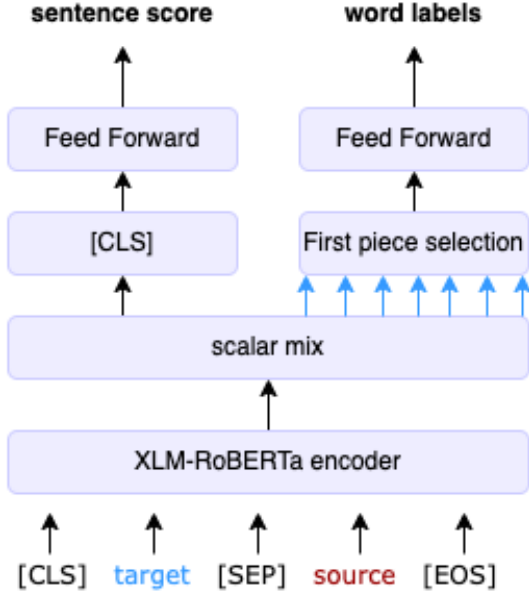 sentence score word labels
Feed Forward Feed Forward
[CLS] First piece selection
scalar mix
XLM-RoBERTa encoder
[CLS] target [SEP] source [EOS]